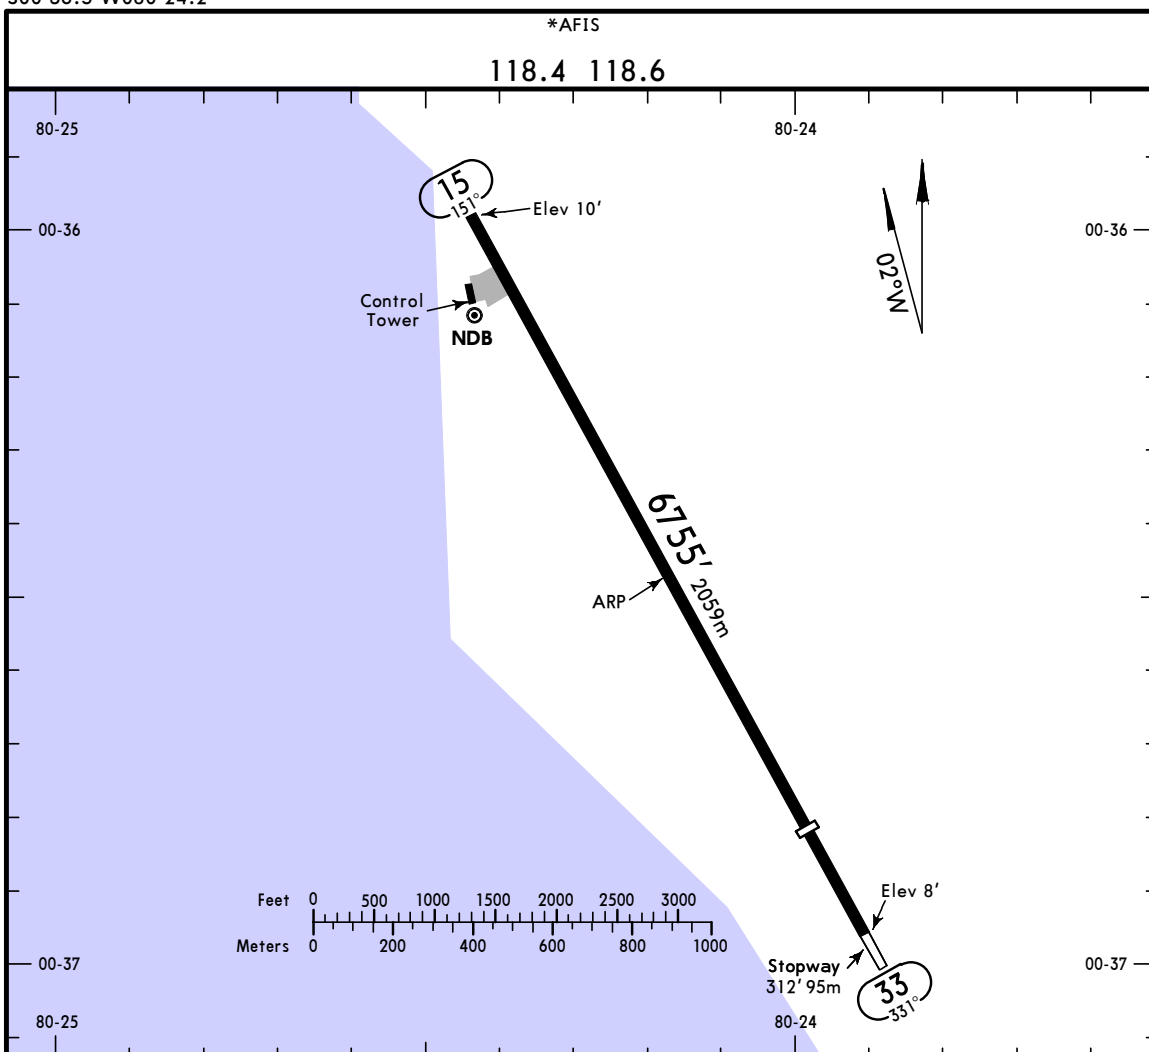 *AFIS
118.4 118.6
80-25
80-24
15
151°
Elev 10'
00-36
00-36
02°W
Control
Tower
NDB
6755' 2059m
ARP
Elev 8'
Feet 0 500 1000 1500 2000 2500 3000
Meters 0 200 400 600 800 1000
00-37
Stopway
312' 95m
00-37
33
331°
80-25
80-24